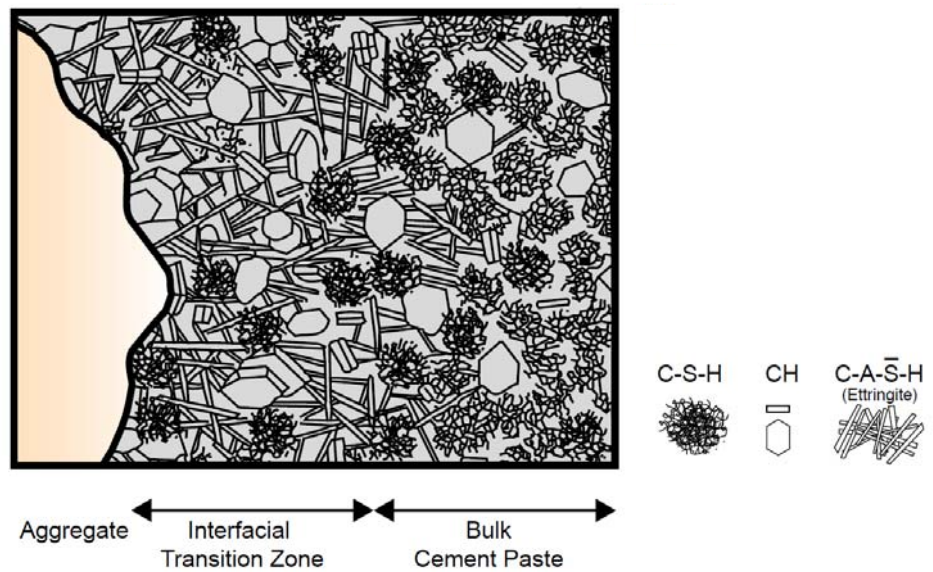 C-S-H
CH
C-A-S̅-H
(Ettringite)
Aggregate
Interfacial
Transition Zone
Bulk
Cement Paste